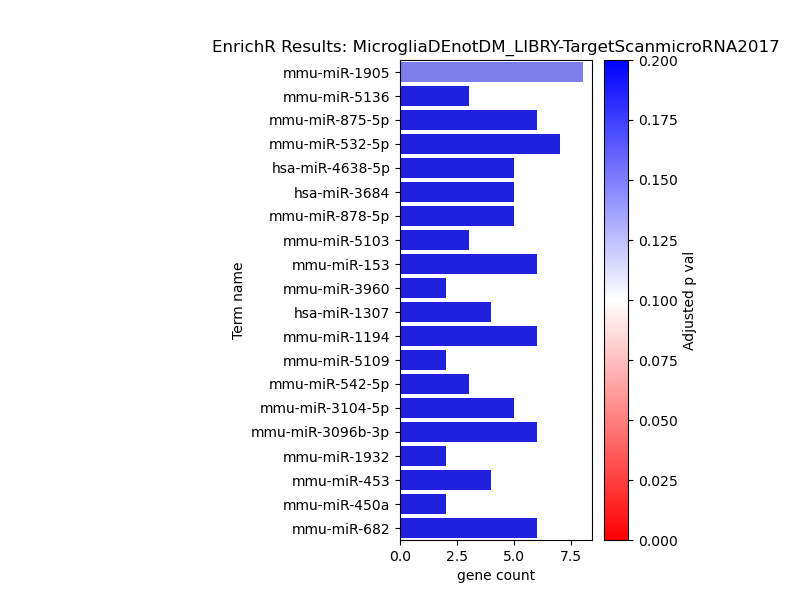 EnrichR Results: MicrogliaDEnotDM_LIBRY-TargetScanmicroRNA2017
mmu-miR-1905
mmu-miR-5136
mmu-miR-875-5p
mmu-miR-532-5p
hsa-miR-4638-5p
hsa-miR-3684
mmu-miR-878-5p
mmu-miR-5103
mmu-miR-153
mmu-miR-3960
hsa-miR-1307
mmu-miR-1194
mmu-miR-5109
mmu-miR-542-5p
mmu-miR-3104-5p
mmu-miR-3096b-3p
mmu-miR-1932
mmu-miR-453
mmu-miR-450a
mmu-miR-682
Term name
0.0 2.5 5.0 7.5
gene count
0.200
0.175
0.150
0.125
0.100
0.075
0.050
0.025
0.000
Adjusted p val